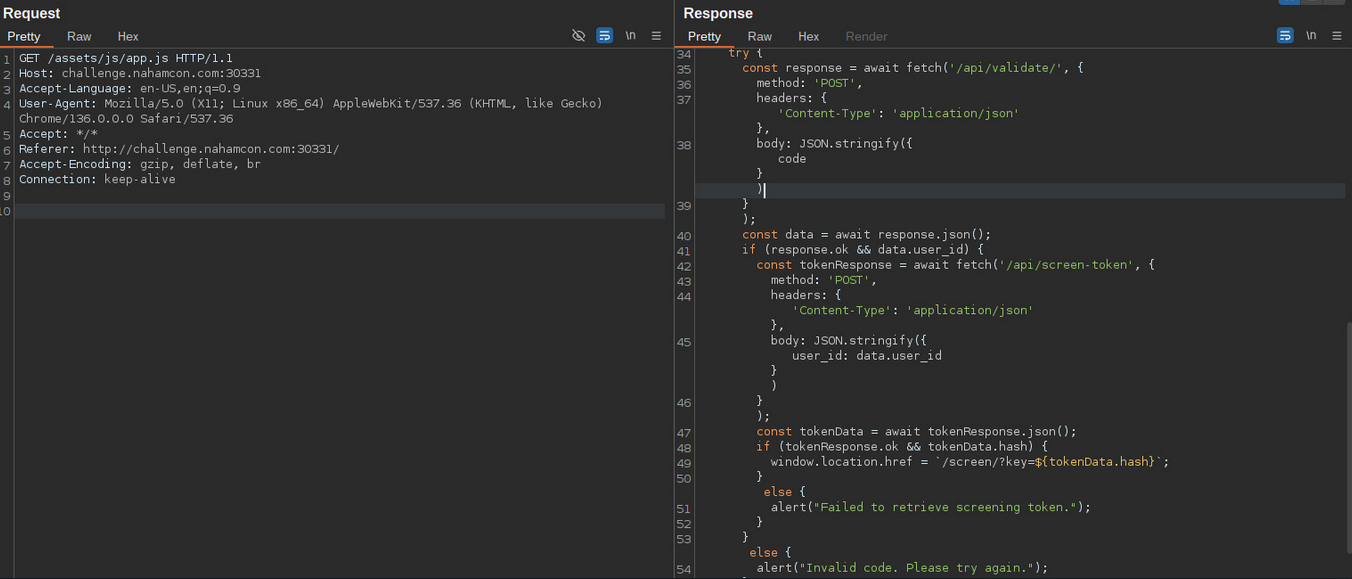 Request
Pretty Raw Hex \n
1 GET /assets/js/app.js HTTP/1.1
2 Host: challenge.nahamcon.com:30331
3 Accept-Language: en-US,en;q=0.9
4 User-Agent: Mozilla/5.0 (X11; Linux x86_64) AppleWebKit/537.36 (KHTML, like Gecko)
Chrome/136.0.0.0 Safari/537.36
5 Accept: */*
6 Referer: http://challenge.nahamcon.com:30331/
7 Accept-Encoding: gzip, deflate, br
8 Connection: keep-alive
9
10
Response
Pretty Raw Hex Render \n
34 try {
35 const response = await fetch('/api/validate/', {
36 method: 'POST',
37 headers: {
'Content-Type': 'application/json'
},
38 body: JSON.stringify({
code
}
)
39 }
);
40 const data = await response.json();
41 if (response.ok && data.user_id) {
42 const tokenResponse = await fetch('/api/screen-token', {
43 method: 'POST',
44 headers: {
'Content-Type': 'application/json'
},
45 body: JSON.stringify({
user_id: data.user_id
}
)
46 }
);
47 const tokenData = await tokenResponse.json();
48 if (tokenResponse.ok && tokenData.hash) {
49 window.location.href = `/screen/?key=${tokenData.hash}`;
50 }
else {
51 alert("Failed to retrieve screening token.");
52 }
53 }
else {
54 alert("Invalid code. Please try again.");